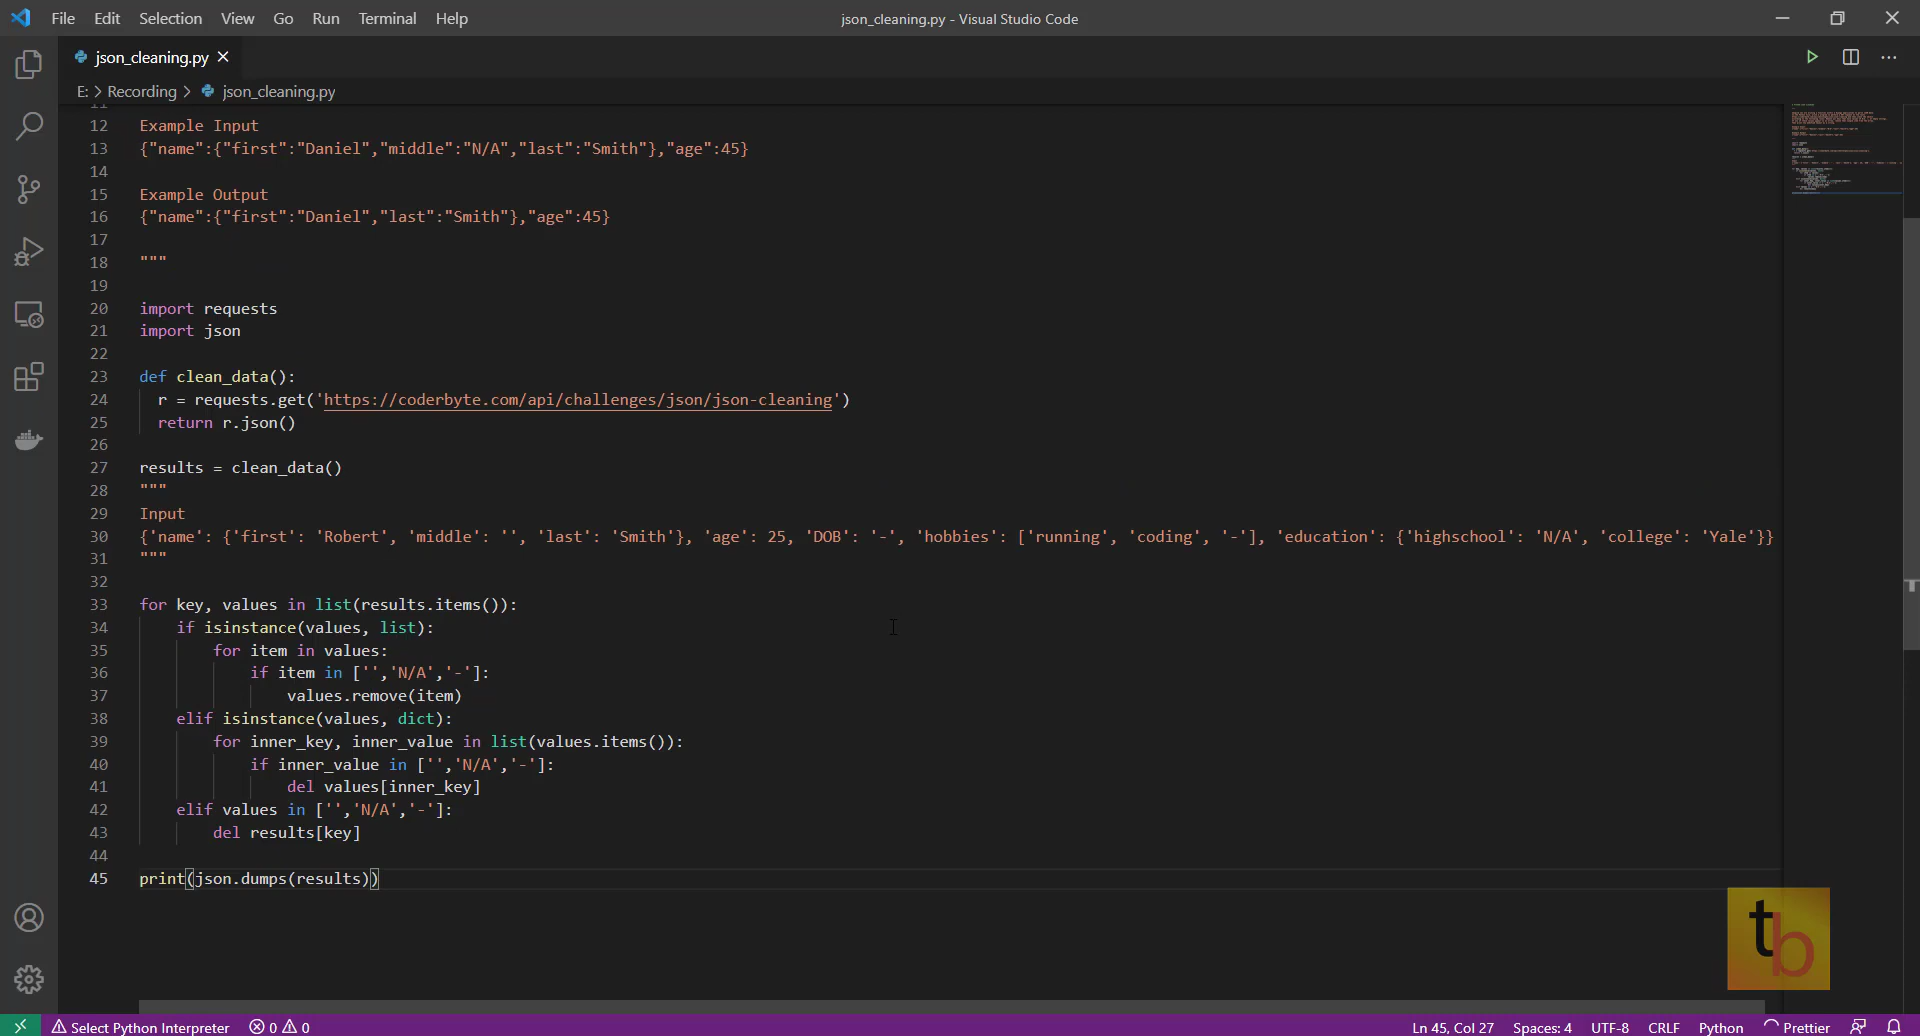 File Edit Selection View Go Run Terminal Help
json_cleaning.py - Visual Studio Code
json_cleaning.py
E: > Recording > json_cleaning.py
11
12 Example Input
13 {"name":{"first":"Daniel","middle":"N/A","last":"Smith"},"age":45}
14
15 Example Output
16 {"name":{"first":"Daniel","last":"Smith"},"age":45}
17
18 """
19
20 import requests
21 import json
22
23 def clean_data():
24 r = requests.get('https://coderbyte.com/api/challenges/json/json-cleaning')
25 return r.json()
26
27 results = clean_data()
28 """
29 Input
30 {'name': {'first': 'Robert', 'middle': '', 'last': 'Smith'}, 'age': 25, 'DOB': '-', 'hobbies': ['running', 'coding', '-'], 'education': {'highschool': 'N/A', 'college': 'Yale'}}
31 """
32
33 for key, values in list(results.items()):
34 if isinstance(values, list):
35 for item in values:
36 if item in ['','N/A','-']:
37 values.remove(item)
38 elif isinstance(values, dict):
39 for inner_key, inner_value in list(values.items()):
40 if inner_value in ['','N/A','-']:
41 del values[inner_key]
42 elif values in ['','N/A','-']:
43 del results[key]
44
45 print(json.dumps(results))
tb
Select Python Interpreter 0 0
Ln 45, Col 27 Spaces: 4 UTF-8 CRLF Python Prettier